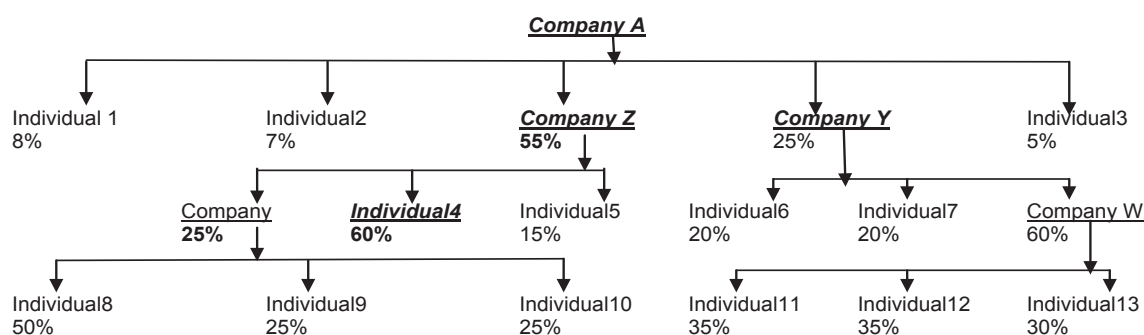 Company A
Individual 1 Individual2 Company Z Company Y Individual3
8% 7% 55% 25% 5%
Company Individual4 Individual5 Individual6 Individual7 Company W
25% 60% 15% 20% 20% 60%
Individual8 Individual9 Individual10 Individual11 Individual12 Individual13
50% 25% 25% 35% 35% 30%